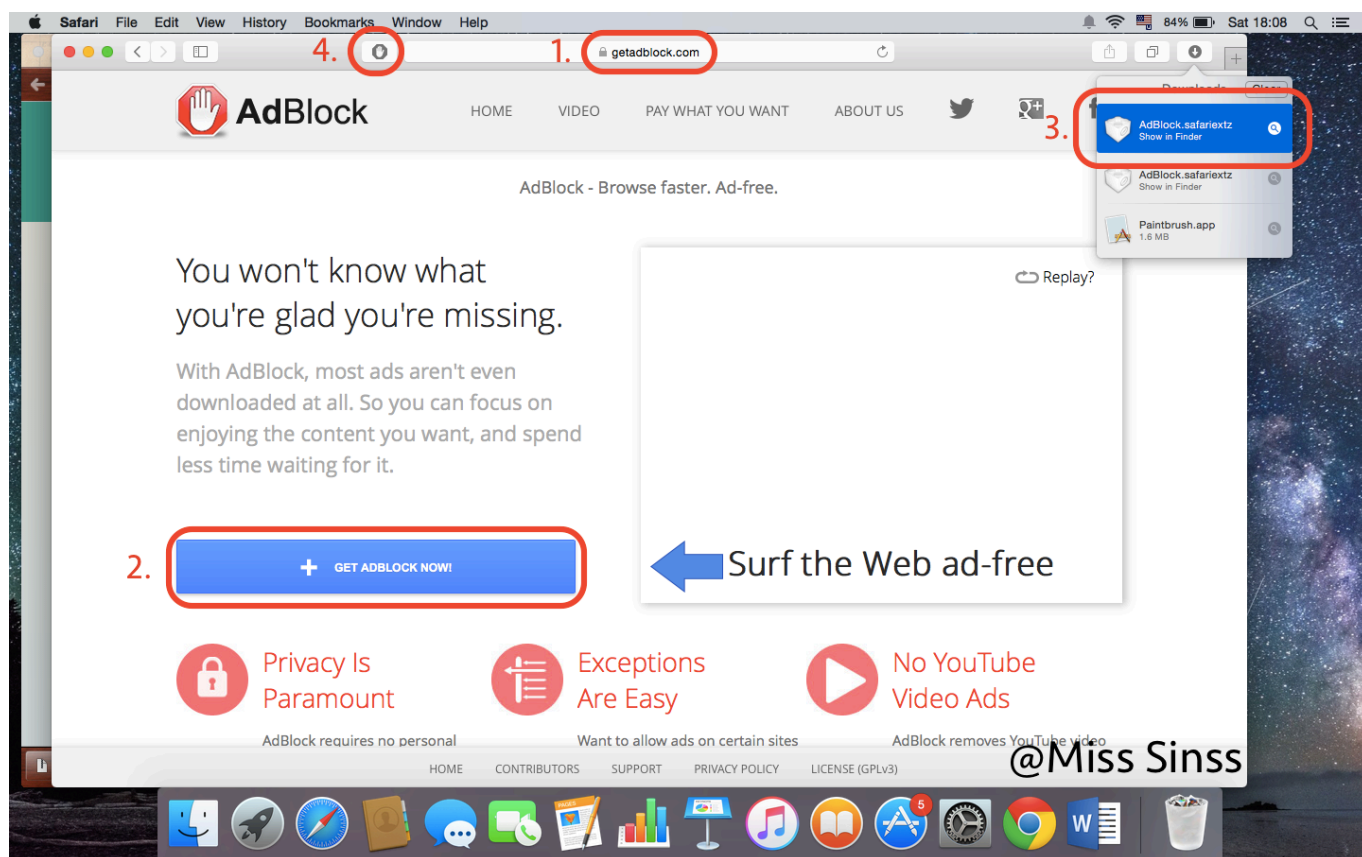 Safari File Edit View History Bookmarks Window Help 84% Sat 18:08
4.
1.
getadblock.com
Downloads Clear
AdBlock HOME VIDEO PAY WHAT YOU WANT ABOUT US
3.
AdBlock.safariextz
Show in Finder
AdBlock.safariextz
Show in Finder
Paintbrush.app
1.6 MB
AdBlock - Browse faster. Ad-free.
You won't know what
you're glad you're missing.
Replay?
With AdBlock, most ads aren't even
downloaded at all. So you can focus on
enjoying the content you want, and spend
less time waiting for it.
2.
GET ADBLOCK NOW!
Surf the Web ad-free
Privacy Is
Paramount
Exceptions
Are Easy
No YouTube
Video Ads
AdBlock requires no personal
Want to allow ads on certain sites
AdBlock removes YouTube video
@Miss Sinss
HOME CONTRIBUTORS SUPPORT PRIVACY POLICY LICENSE (GPLv3)
PAGES
5
W